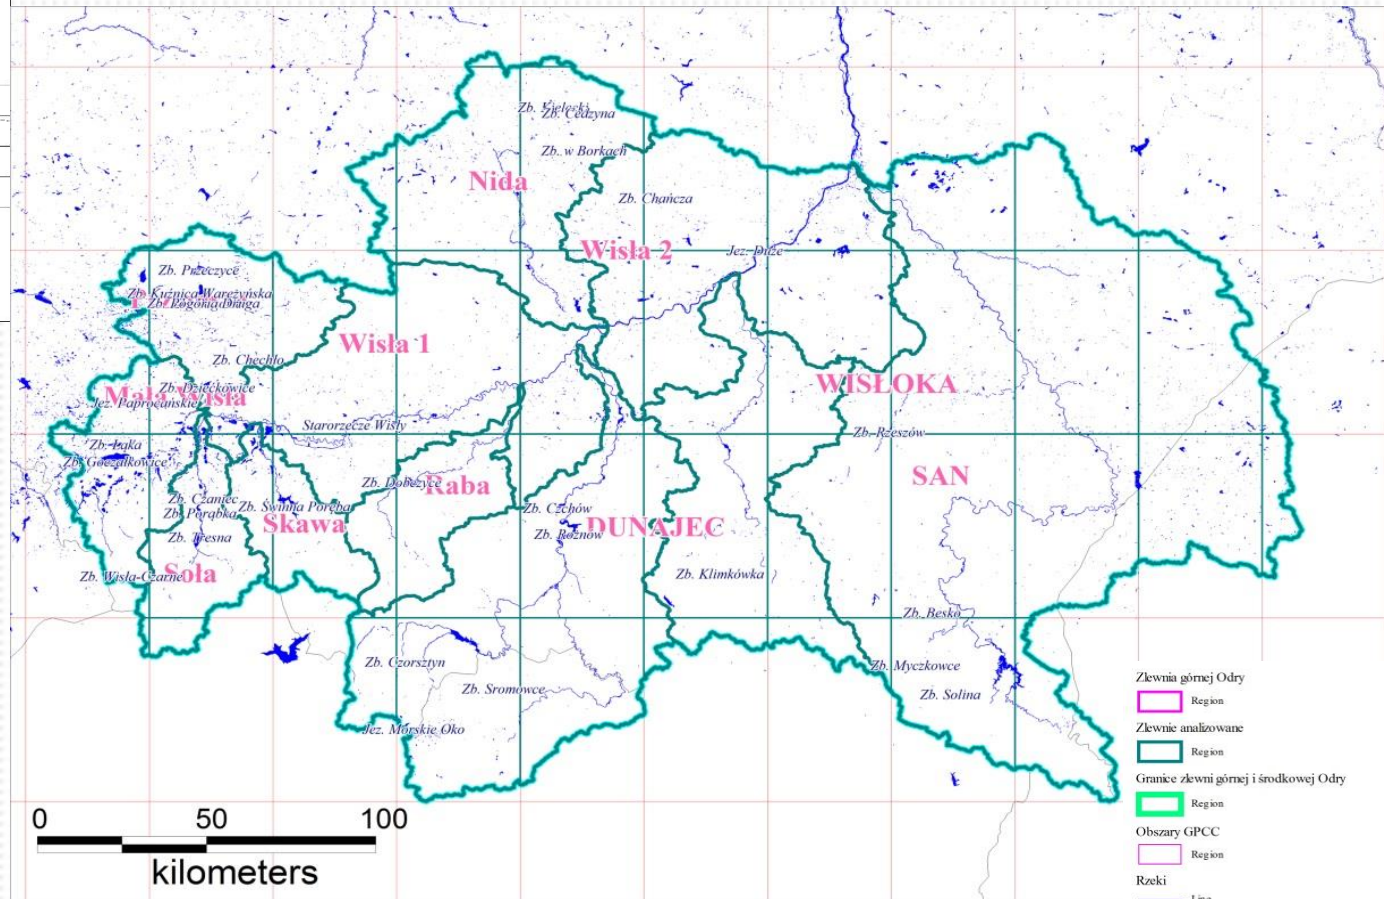 Zb. Cedzyna
Zb. w Borkach
Nida
Zb. Chańcza
Wisła 2
Jez. Duże
Zb. Przeczyce
Zb. Kuźnica Warężyńska
Zb. Pogoria
Wisła 1
Zb. Chechło
WISŁOKA
Zb. Dziećkowice
Mała Wisła
Jez. Paprocańskie
Starorzecze Wisły
Zb. Rzeszów
Zb. Łąka
Zb. Goczałkowice
SAN
Zb. Dobczyce
Raba
Zb. Czaniec
Zb. Świnna Poręba
Zb. Czchów
Zb. Porąbka
Skawa
DUNAJEC
Zb. Tresna
Zb. Rożnów
Soła
Zb. Klimkówka
Zb. Wisła-Czarne
Zb. Besko
Zb. Czorsztyn
Zb. Myczkowce
Zb. Sromowce
Zb. Solina
Jez. Morskie Oko
Zlewnia górnej Odry
Region
Zlewnie analizowane
Region
Granice zlewni górnej i środkowej Odry
Region
Obszary GPCC
Region
Rzeki
0 50 100
kilometers